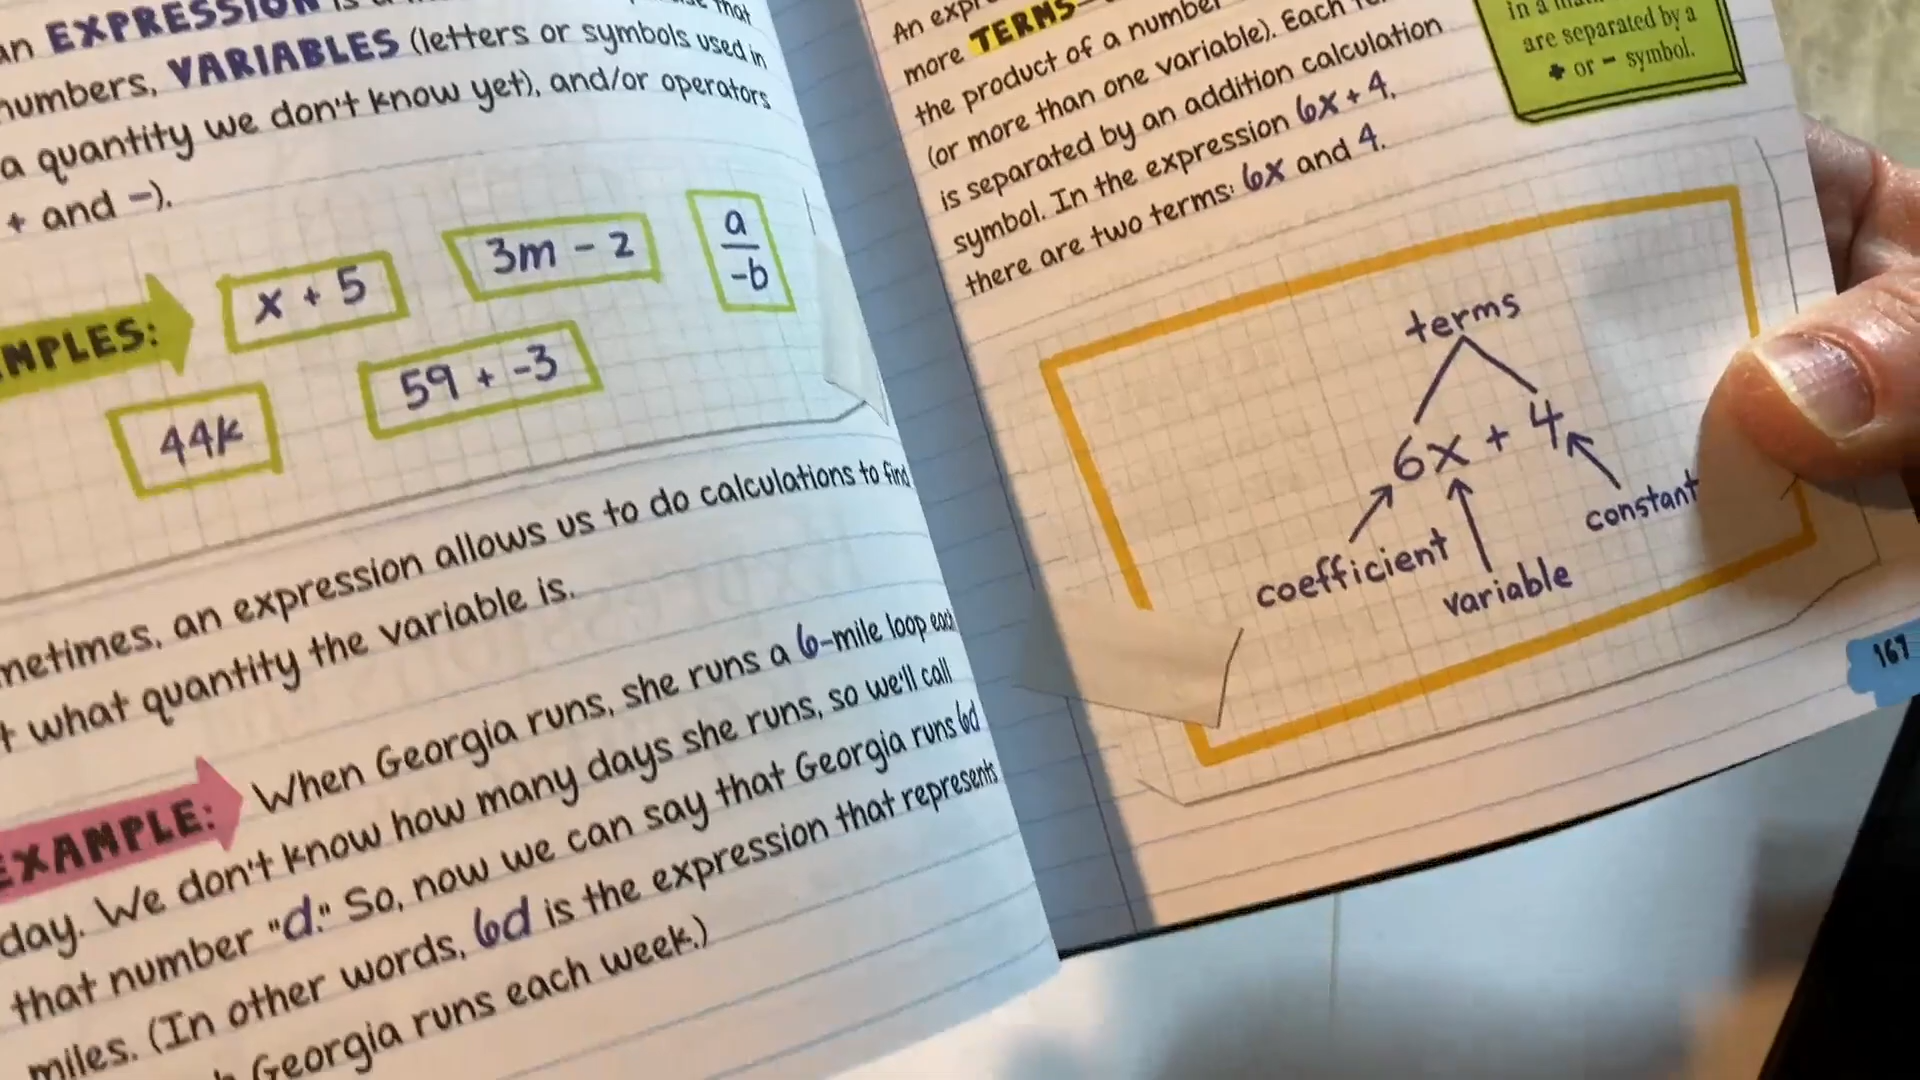 an EXPRESSION is a
that
numbers, VARIABLES (letters or symbols used in
a quantity we don't know yet), and/or operators
+ and −).
MPLES:
x + 5
3m − 2
a
-b
44k
59 + -3
metimes, an expression allows us to do calculations to find
t what quantity the variable is.
EXAMPLE: When Georgia runs, she runs a 6-mile loop each
day. We don't know how many days she runs, so we'll call
that number "d." So, now we can say that Georgia runs 6d
miles. (In other words, 6d is the expression that represents
Georgia runs each week.)
An
more TERMS
the product of a number
(or more than one variable). Each
is separated by an addition calculation
symbol. In the expression 6x + 4,
there are two terms: 6x and 4.
in a
are separated by a
+ or - symbol.
terms
6x + 4
coefficient
variable
constant
167